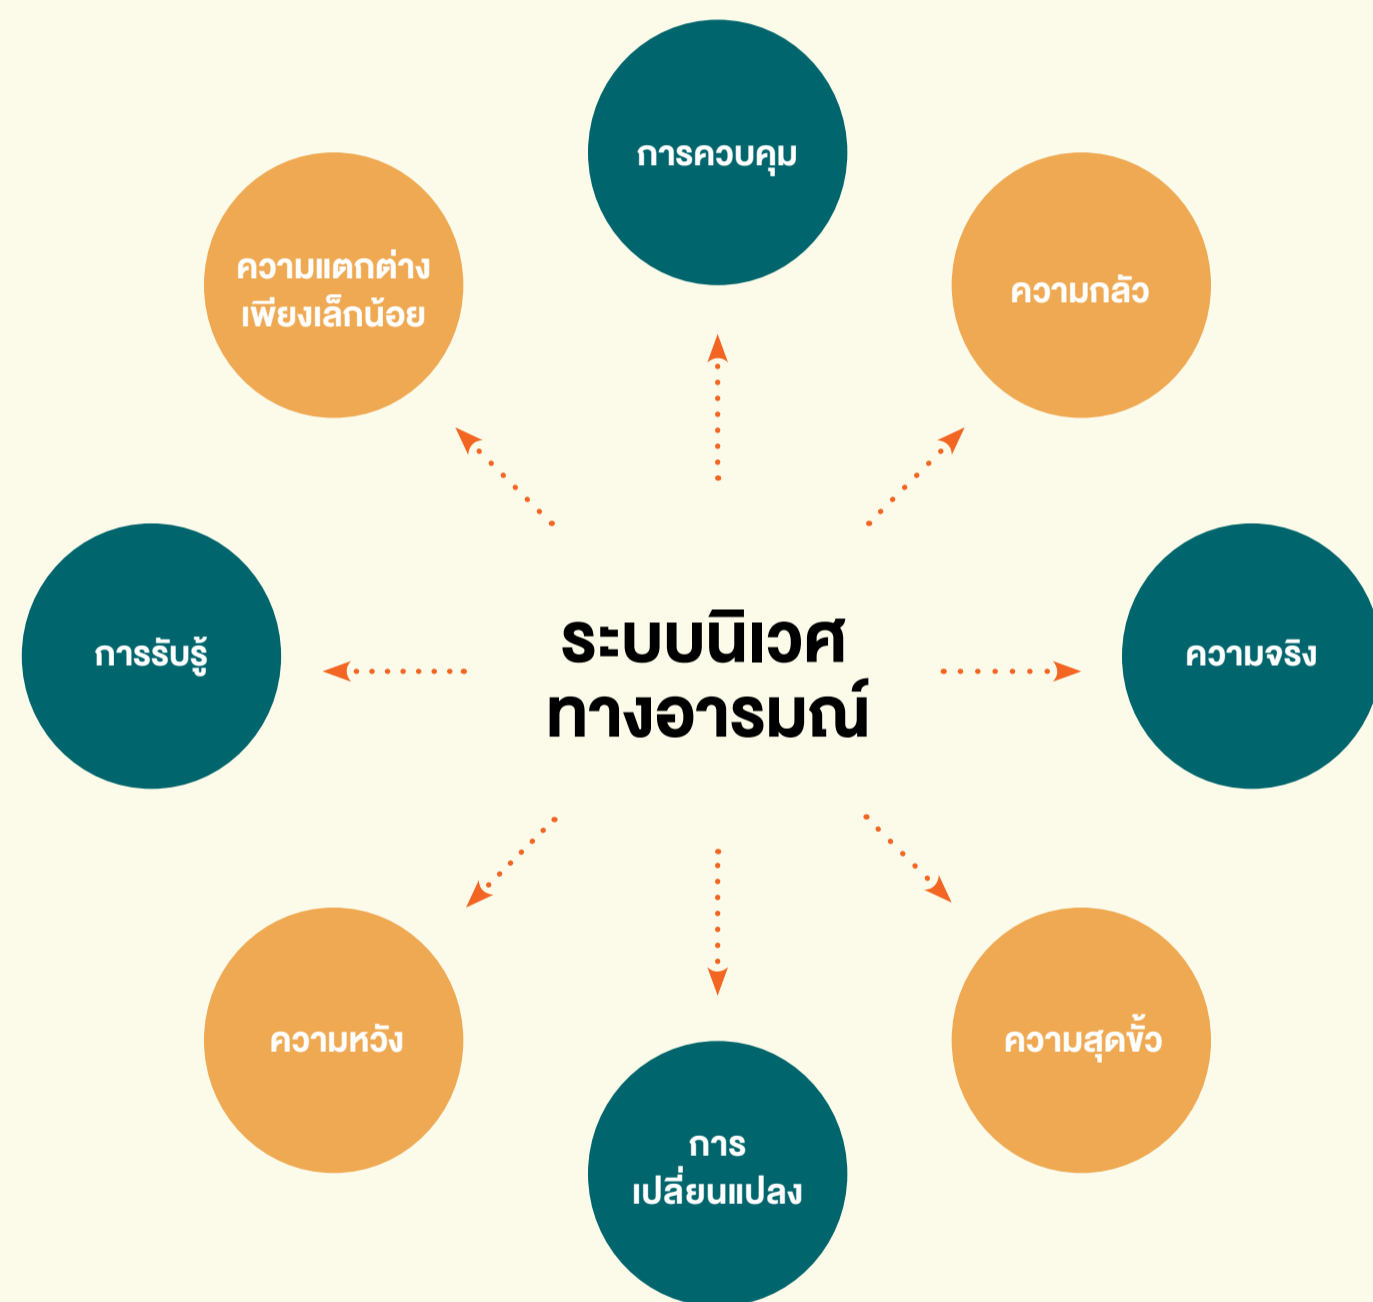 การควบคุม
ความแตกต่าง
เพียงเล็กน้อย
ความกลัว
การรับรู้
ระบบนิเวศ
ทางอารมณ์
ความจริง
ความหวัง
ความสุดขั้ว
การ
เปลี่ยนแปลง